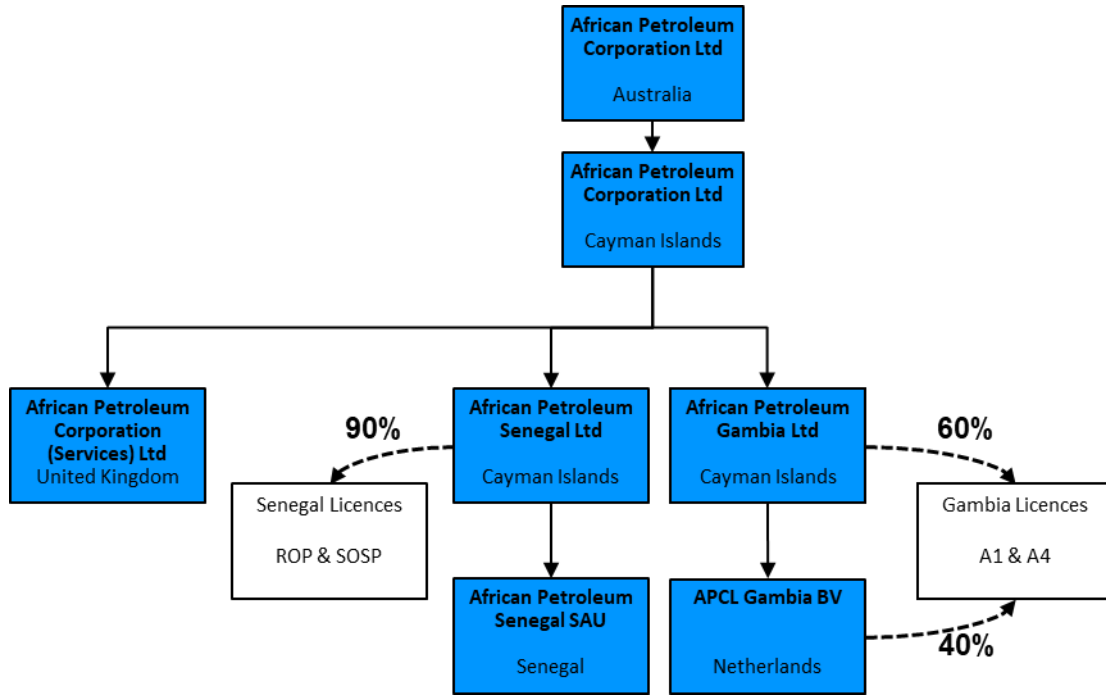 African Petroleum
Corporation Ltd
Australia
African Petroleum
Corporation Ltd
Cayman Islands
African Petroleum
Corporation
(Services) Ltd
United Kingdom
90%
Senegal Licences
ROP & SOSP
African Petroleum
Senegal Ltd
Cayman Islands
African Petroleum
Gambia Ltd
Cayman Islands
60%
Gambia Licences
A1 & A4
African Petroleum
Senegal SAU
Senegal
APCL Gambia BV
Netherlands
40%